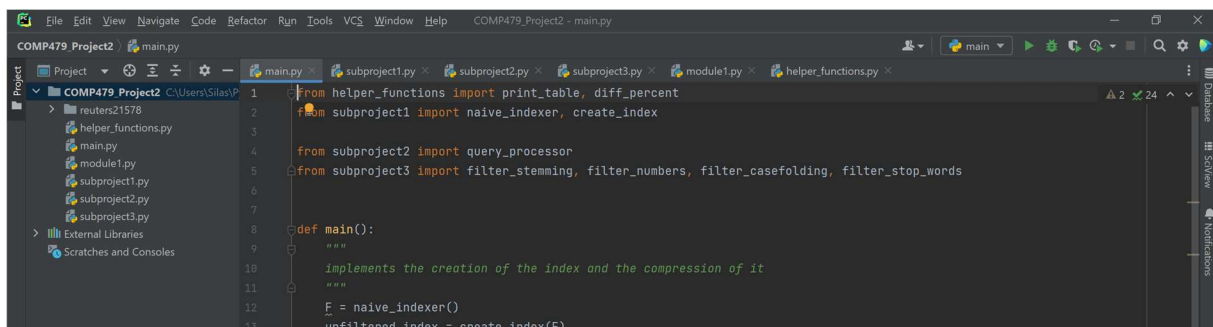 File Edit View Navigate Code Refactor Run Tools VCS Window Help COMP479_Project2 - main.py
COMP479_Project2 main.py main
Project main.py subproject1.py subproject2.py subproject3.py module1.py helper_functions.py
Project
COMP479_Project2 C:\Users\Silas\P
reuters21578
helper_functions.py
main.py
module1.py
subproject1.py
subproject2.py
subproject3.py
External Libraries
Scratches and Consoles
1 from helper_functions import print_table, diff_percent
2 from subproject1 import naive_indexer, create_index
3
4 from subproject2 import query_processor
5 from subproject3 import filter_stemming, filter_numbers, filter_casefolding, filter_stop_words
6
7
8 def main():
9 """
10 implements the creation of the index and the compression of it
11 """
12 F = naive_indexer()
13 unfiltered_index = create_index(F)
2 24
Database
SciView
Notifications